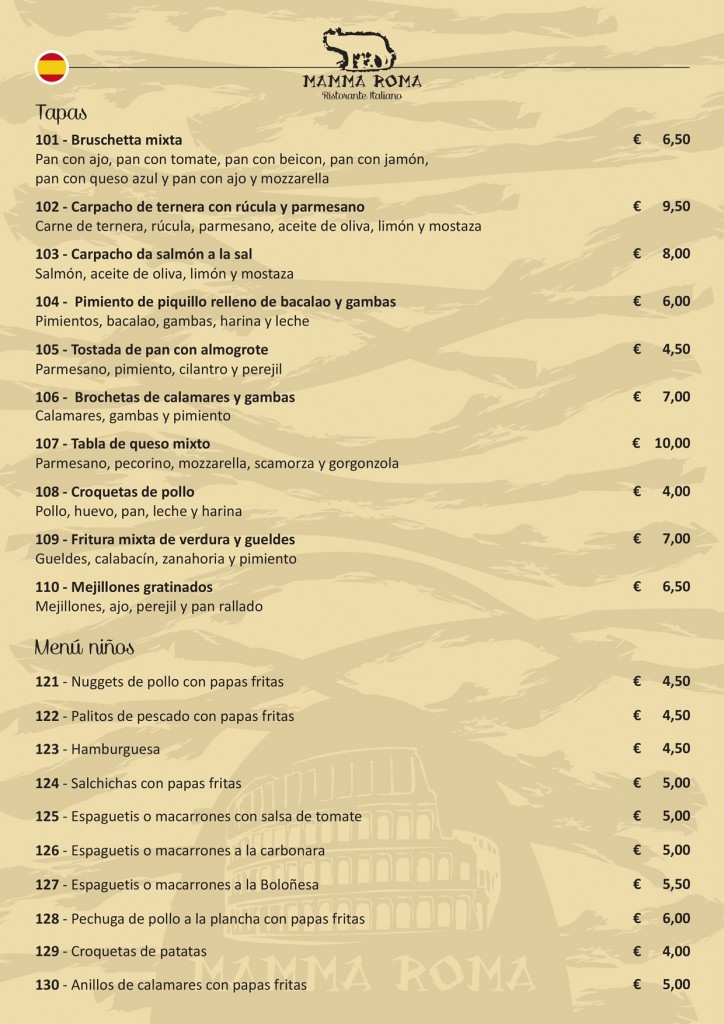 MAMMA ROMA
Ristorante Italiano
Tapas
101 - Bruschetta mixta € 6,50
Pan con ajo, pan con tomate, pan con beicon, pan con jamón,
pan con queso azul y pan con ajo y mozzarella
102 - Carpacho de ternera con rúcula y parmesano € 9,50
Carne de ternera, rúcula, parmesano, aceite de oliva, limón y mostaza
103 - Carpacho da salmón a la sal € 8,00
Salmón, aceite de oliva, limón y mostaza
104 - Pimiento de piquillo relleno de bacalao y gambas € 6,00
Pimientos, bacalao, gambas, harina y leche
105 - Tostada de pan con almogrote € 4,50
Parmesano, pimiento, cilantro y perejil
106 - Brochetas de calamares y gambas € 7,00
Calamares, gambas y pimiento
107 - Tabla de queso mixto € 10,00
Parmesano, pecorino, mozzarella, scamorza y gorgonzola
108 - Croquetas de pollo € 4,00
Pollo, huevo, pan, leche y harina
109 - Fritura mixta de verdura y gueldes € 7,00
Gueldes, calabacín, zanahoria y pimiento
110 - Mejillones gratinados € 6,50
Mejillones, ajo, perejil y pan rallado
Menú niños
121 - Nuggets de pollo con papas fritas € 4,50
122 - Palitos de pescado con papas fritas € 4,50
123 - Hamburguesa € 4,50
124 - Salchichas con papas fritas € 5,00
125 - Espaguetis o macarrones con salsa de tomate € 5,00
126 - Espaguetis o macarrones a la carbonara € 5,00
127 - Espaguetis o macarrones a la Boloñesa € 5,50
128 - Pechuga de pollo a la plancha con papas fritas € 6,00
129 - Croquetas de patatas € 4,00
MAMMA ROMA
130 - Anillos de calamares con papas fritas € 5,00